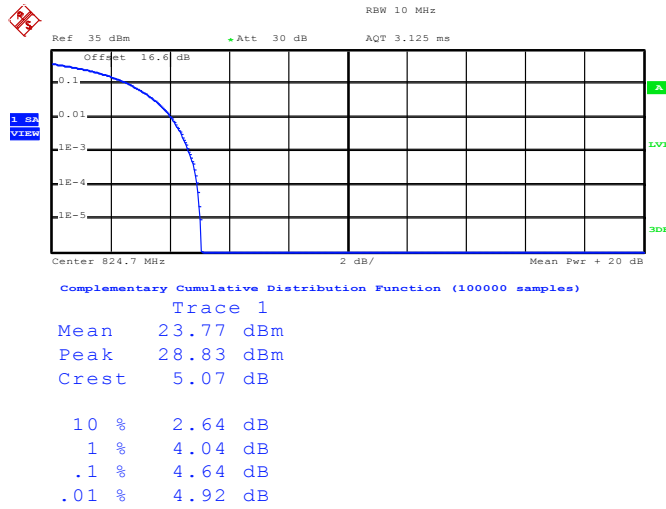 RBW 10 MHz
Ref 35 dBm * Att 30 dB AQT 3.125 ms
Offset 16.6 dB
0.1
A
0.01
1 SA
VIEW
1E-3
1E-4
1E-5
Center 824.7 MHz 2 dB/ Mean Pwr + 20 dB
Complementary Cumulative Distribution Function (100000 samples)
Trace 1
Mean 23.77 dBm
Peak 28.83 dBm
Crest 5.07 dB
10 % 2.64 dB
1 % 4.04 dB
.1 % 4.64 dB
.01 % 4.92 dB